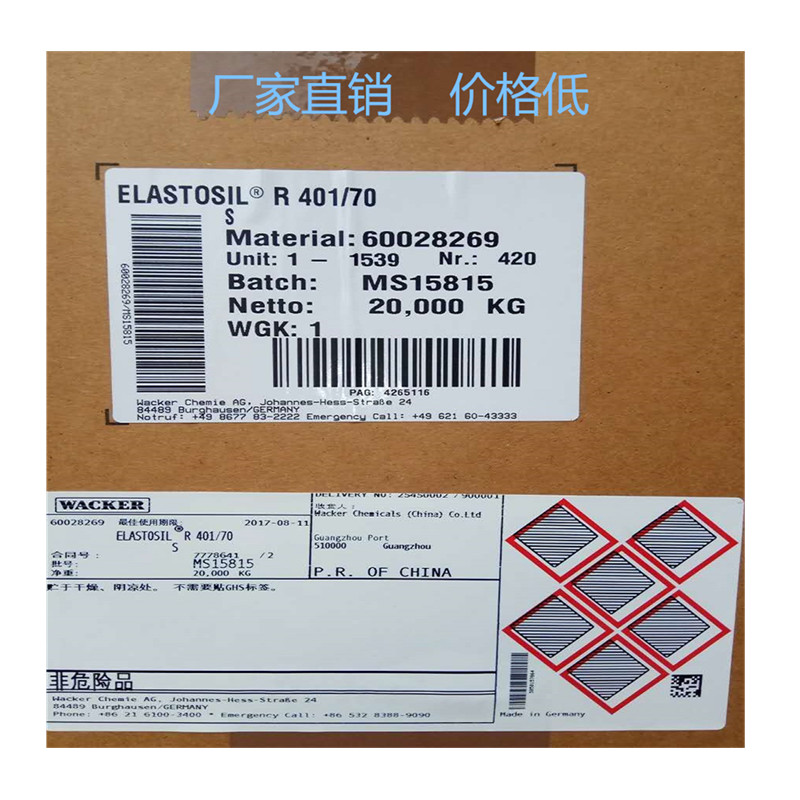 厂家直销 价格低
ELASTOSIL® R 401/70
S
Material: 60028269
Unit: 1 - 1539 Nr.: 420
Batch: MS15815
Netto: 20,000 KG
WGK: 1
60028269/MS15815
PAG: 4265116
Wacker Chemie AG, Johannes-Hess-Straße 24
84489 Burghausen/GERMANY
Notruf: +49 8677 83-2222 Emergency Call: +49 621 60-43333
WACKER
60028269 最佳使用期限: 2017-08-11
ELASTOSIL® R 401/70
S
合同号: 7778641 /2
批号: MS15815
净重: 20,000 KG
贮于干燥、阴凉处。 不需要贴GHS标签。
非危险品
Wacker Chemie AG, Johannes-Hess-Straße 24
84489 Burghausen/GERMANY
Phone: +86 21 6100-3400 * Emergency Call: +86 532 8388-9090
DELIVERY NO: 2S4S0002 / 900001
收套人:
Wacker Chemicals (China) Co.Ltd
Guangzhou Port
510000 Guangzhou
P.R. OF CHINA
Made in Germany